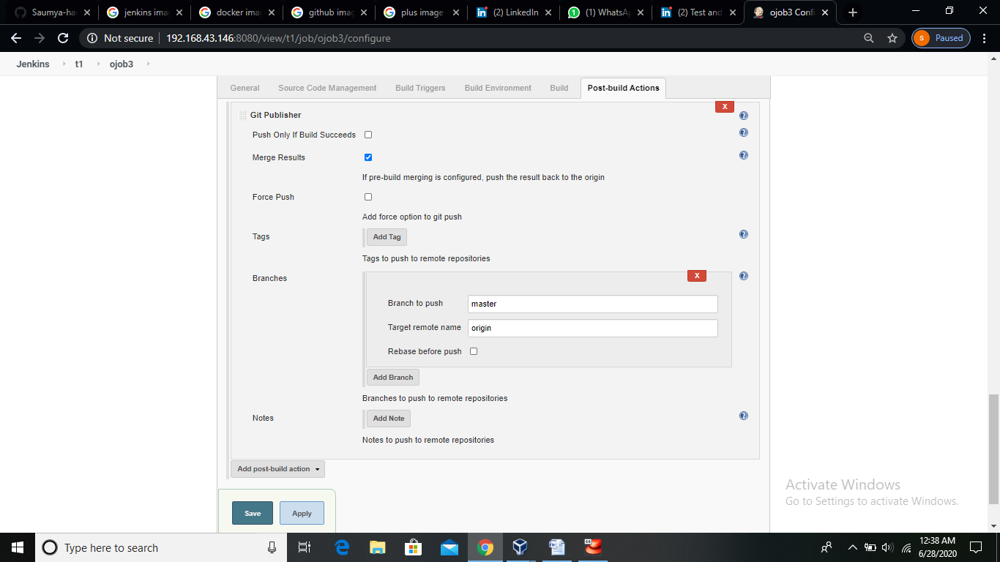 Saumya-ha
jenkins ima
docker ima
github ima
plus image
(2) LinkedIn
(1) WhatsA
(2) Test and
ojob3 Confi
Not secure
192.168.43.146:8080/view/t1/job/ojob3/configure
S Paused
Jenkins t1 ojob3
General Source Code Management Build Triggers Build Environment Build Post-build Actions
Git Publisher X
Push Only If Build Succeeds
Merge Results
If pre-build merging is configured, push the result back to the origin
Force Push
Add force option to git push
Tags Add Tag
Tags to push to remote repositories
Branches X
Branch to push master
Target remote name origin
Rebase before push
Add Branch
Branches to push to remote repositories
Notes Add Note
Notes to push to remote repositories
Add post-build action
Save Apply
Activate Windows
Go to Settings to activate Windows.
Type here to search
64
12:38 AM
6/28/2020